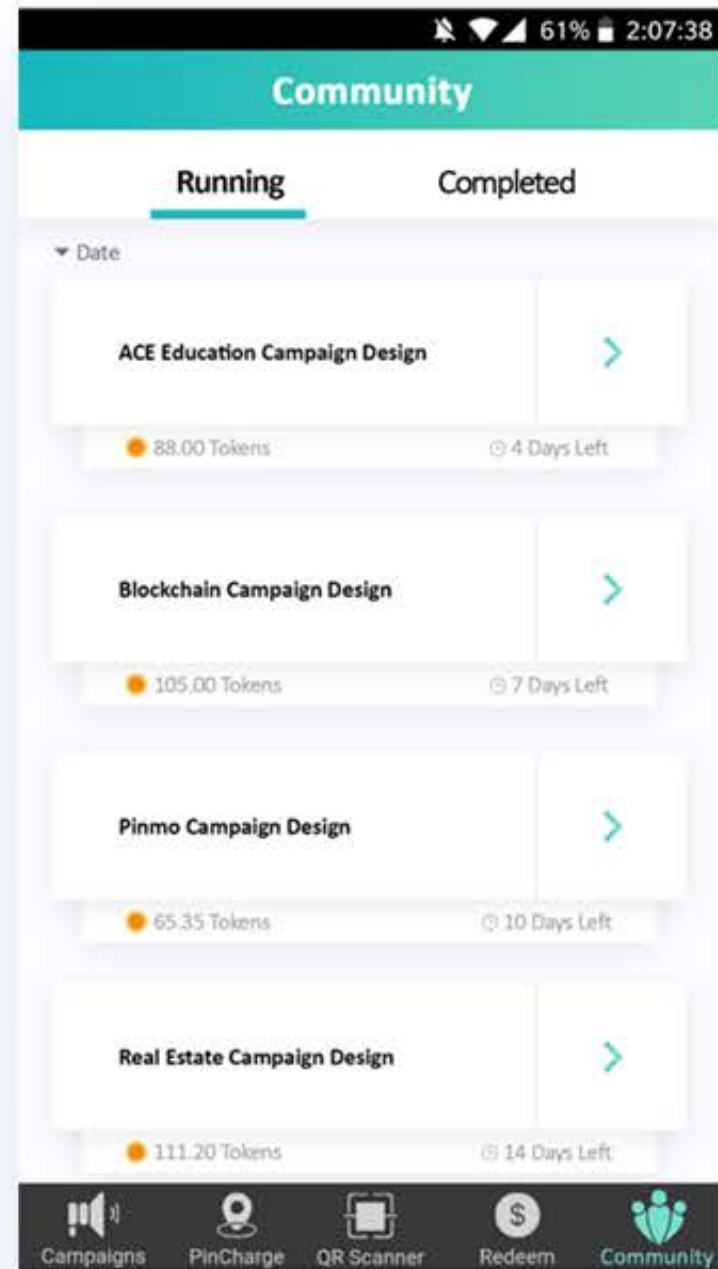 61% 2:07:38
Community
Running Completed
Date
ACE Education Campaign Design
88.00 Tokens 4 Days Left
Blockchain Campaign Design
105.00 Tokens 7 Days Left
Pinmo Campaign Design
65.35 Tokens 10 Days Left
Real Estate Campaign Design
111.20 Tokens 14 Days Left
Campaigns PinCharge QR Scanner Redeem Community